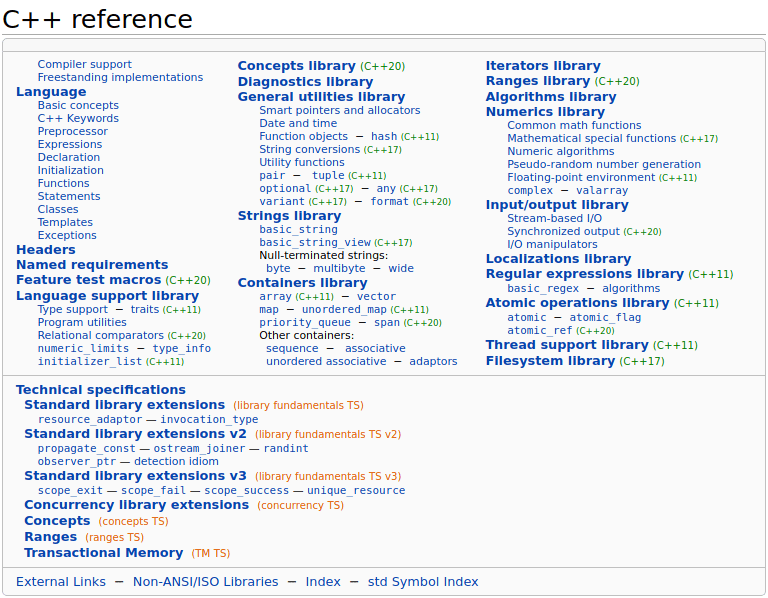 C++ reference
Compiler support
Freestanding implementations
Language
Basic concepts
C++ Keywords
Preprocessor
Expressions
Declaration
Initialization
Functions
Statements
Classes
Templates
Exceptions
Headers
Named requirements
Feature test macros (C++20)
Language support library
Type support − traits (C++11)
Program utilities
Relational comparators (C++20)
numeric_limits − type_info
initializer_list (C++11)
Concepts library (C++20)
Diagnostics library
General utilities library
Smart pointers and allocators
Date and time
Function objects − hash (C++11)
String conversions (C++17)
Utility functions
pair − tuple (C++11)
optional (C++17) − any (C++17)
variant (C++17) − format (C++20)
Strings library
basic_string
basic_string_view (C++17)
Null-terminated strings:
byte − multibyte − wide
Containers library
array (C++11) − vector
map − unordered_map (C++11)
priority_queue − span (C++20)
Other containers:
sequence − associative
unordered associative − adaptors
Iterators library
Ranges library (C++20)
Algorithms library
Numerics library
Common math functions
Mathematical special functions (C++17)
Numeric algorithms
Pseudo-random number generation
Floating-point environment (C++11)
complex − valarray
Input/output library
Stream-based I/O
Synchronized output (C++20)
I/O manipulators
Localizations library
Regular expressions library (C++11)
basic_regex − algorithms
Atomic operations library (C++11)
atomic − atomic_flag
atomic_ref (C++20)
Thread support library (C++11)
Filesystem library (C++17)
Technical specifications
Standard library extensions (library fundamentals TS)
resource_adaptor — invocation_type
Standard library extensions v2 (library fundamentals TS v2)
propagate_const — ostream_joiner — randint
observer_ptr — detection idiom
Standard library extensions v3 (library fundamentals TS v3)
scope_exit — scope_fail — scope_success — unique_resource
Concurrency library extensions (concurrency TS)
Concepts (concepts TS)
Ranges (ranges TS)
Transactional Memory (TM TS)
External Links − Non-ANSI/ISO Libraries − Index − std Symbol Index